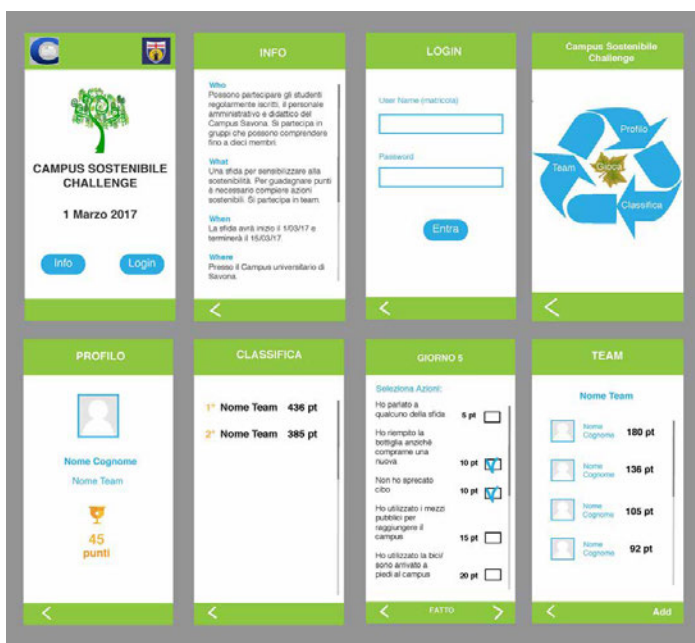 CAMPUS SOSTENIBILE
CHALLENGE
1 Marzo 2017
Info
Login
INFO
Who
Possono partecipare gli studenti
regolarmente iscritti, il personale
amministrativo e didattico del
Campus Savona. Si partecipa in
gruppi che possono comprendere
fino a dieci membri.
What
Una sfida per sensibilizzare alla
sostenibilità. Per guadagnare punti
è necessario compiere azioni
sostenibili. Si partecipa in team.
When
La sfida avrà inizio il 1/03/17 e
terminerà il 15/03/17
Where
Presso il Campus universitario di
Savona.
LOGIN
User Name (matricola)
Password
Entra
Campus Sostenibile
Challenge
Profilo
Team
Gioca
Classifica
PROFILO
Nome Cognome
Nome Team
45
punti
CLASSIFICA
1° Nome Team 436 pt
2° Nome Team 385 pt
GIORNO 5
Seleziona Azioni:
Ho parlato a
qualcuno della sfida 5 pt
Ho riempito la
bottiglia anziché
comprarne una
nuova 10 pt
Non ho sprecato
cibo 10 pt
Ho utilizzato i mezzi
pubblici per
raggiungere il
campus 15 pt
Ho utilizzato la bici/
sono arrivato a
piedi al campus 20 pt
FATTO
TEAM
Nome Team
Nome
Cognome 180 pt
Nome
Cognome 136 pt
Nome
Cognome 105 pt
Nome
Cognome 92 pt
Add